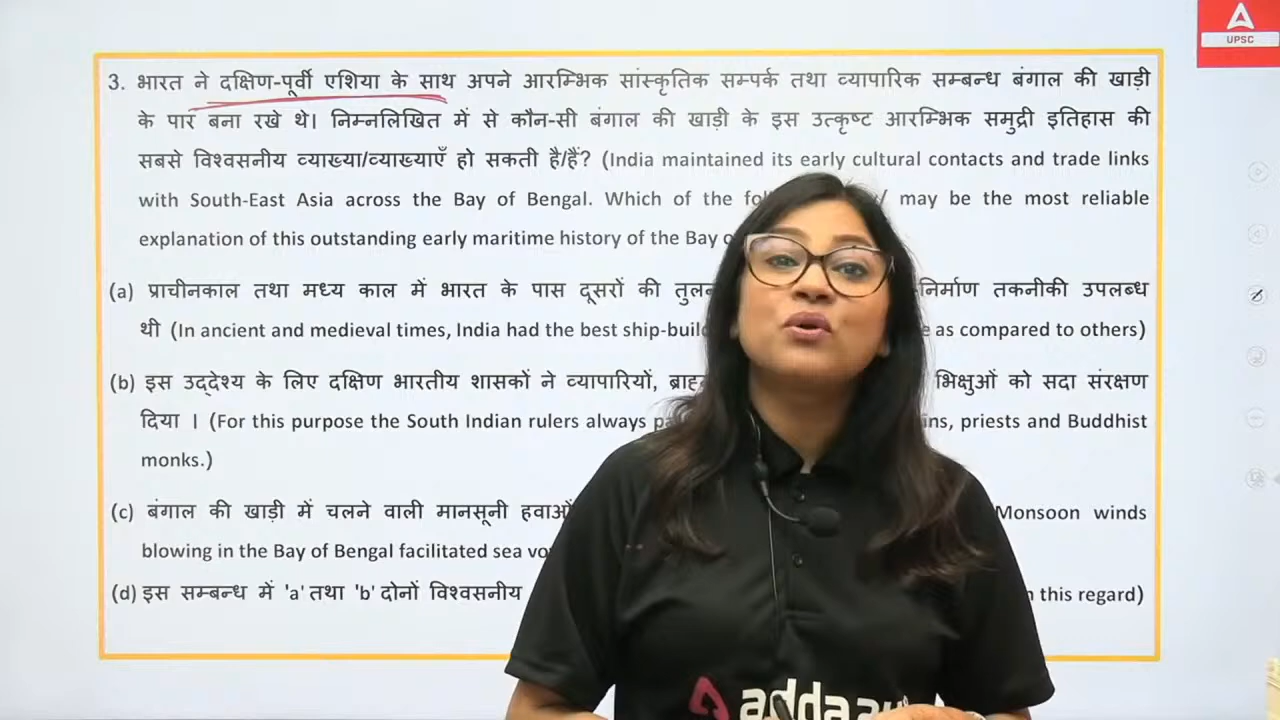 UPSC
3. भारत ने दक्षिण-पूर्वी एशिया के साथ अपने आरम्भिक सांस्कृतिक सम्पर्क तथा व्यापारिक सम्बन्ध बंगाल की खाड़ी
के पार बना रखे थे। निम्नलिखित में से कौन-सी बंगाल की खाड़ी के इस उत्कृष्ट आरम्भिक समुद्री इतिहास की
सबसे विश्वसनीय व्याख्या/व्याख्याएँ हो सकती है/हैं? (India maintained its early cultural contacts and trade links
with South-East Asia across the Bay of Bengal. Which of the may be the most reliable
explanation of this outstanding early maritime history of the Bay
(a) प्राचीनकाल तथा मध्य काल में भारत के पास दूसरों की निर्माण तकनीकी उपलब्ध
थी (In ancient and medieval times, India had the best as compared to others)
(b) इस उद्देश्य के लिए दक्षिण भारतीय शासकों ने व्यापारियों, भिक्षुओं को सदा संरक्षण
दिया । (For this purpose the South Indian rulers always priests and Buddhist
monks.)
(c) बंगाल की खाड़ी में चलने वाली मानसूनी Monsoon winds
blowing in the Bay of Bengal facilitated sea
(d) इस सम्बन्ध में 'a' तथा 'b' दोनों विश्वसनीय this regard)